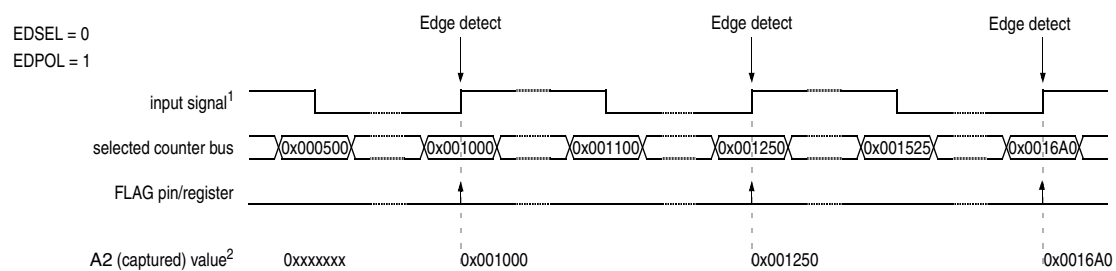 Edge detect Edge detect Edge detect
EDSEL = 0
EDPOL = 1
input signal1
selected counter bus 0x000500 0x001000 0x001100 0x001250 0x001525 0x0016A0
FLAG pin/register
A2 (captured) value2 0xxxxxxx 0x001000 0x001250 0x0016A0